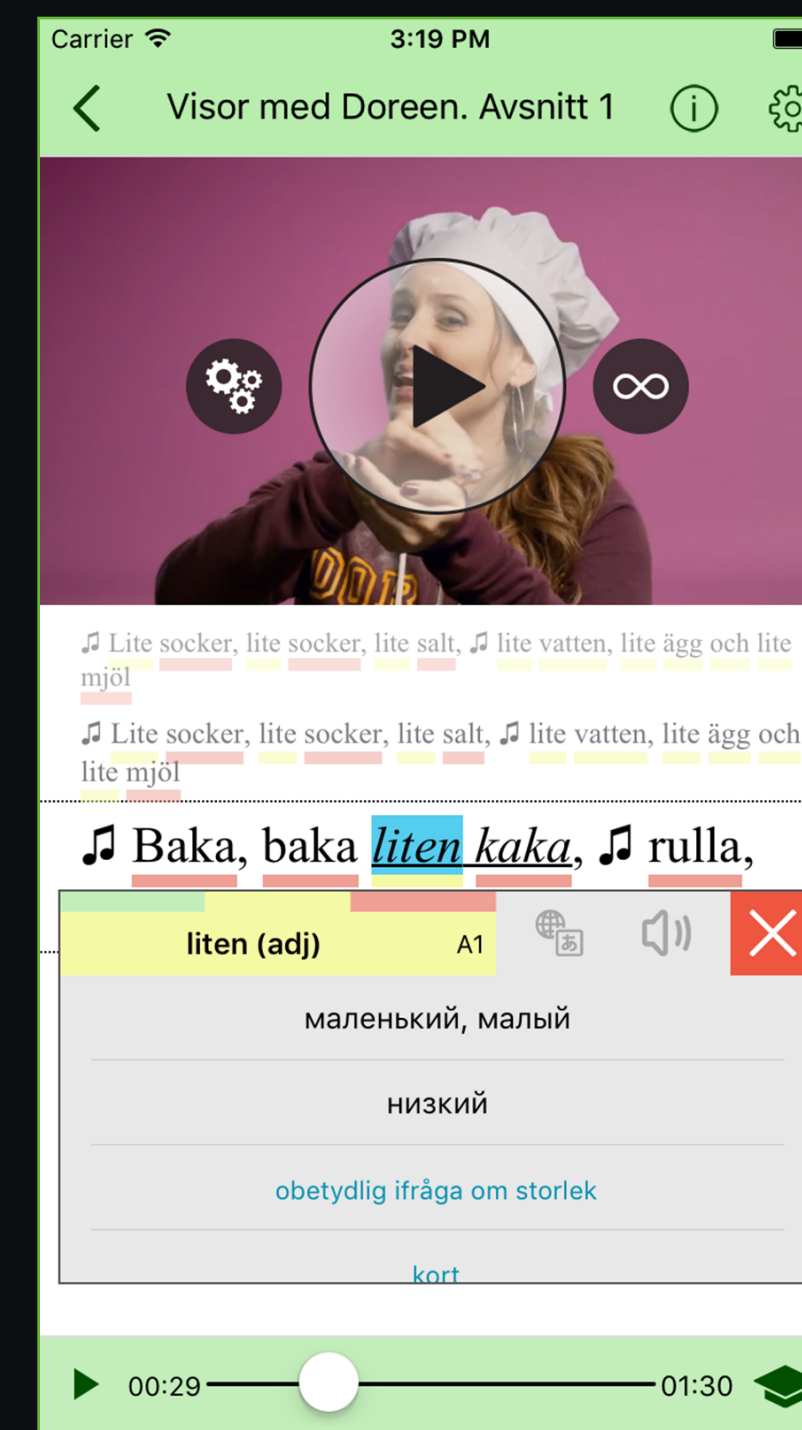 Carrier 3:19 PM
Visor med Doreen. Avsnitt 1
DOR
♫ Lite socker, lite socker, lite salt, ♫ lite vatten, lite ägg och lite
mjöl
♫ Lite socker, lite socker, lite salt, ♫ lite vatten, lite ägg och
lite mjöl
♫ Baka, baka liten kaka, ♫ rulla,
liten (adj) A1
あ
маленький, малый
низкий
obetydlig ifråga om storlek
kort
00:29 01:30